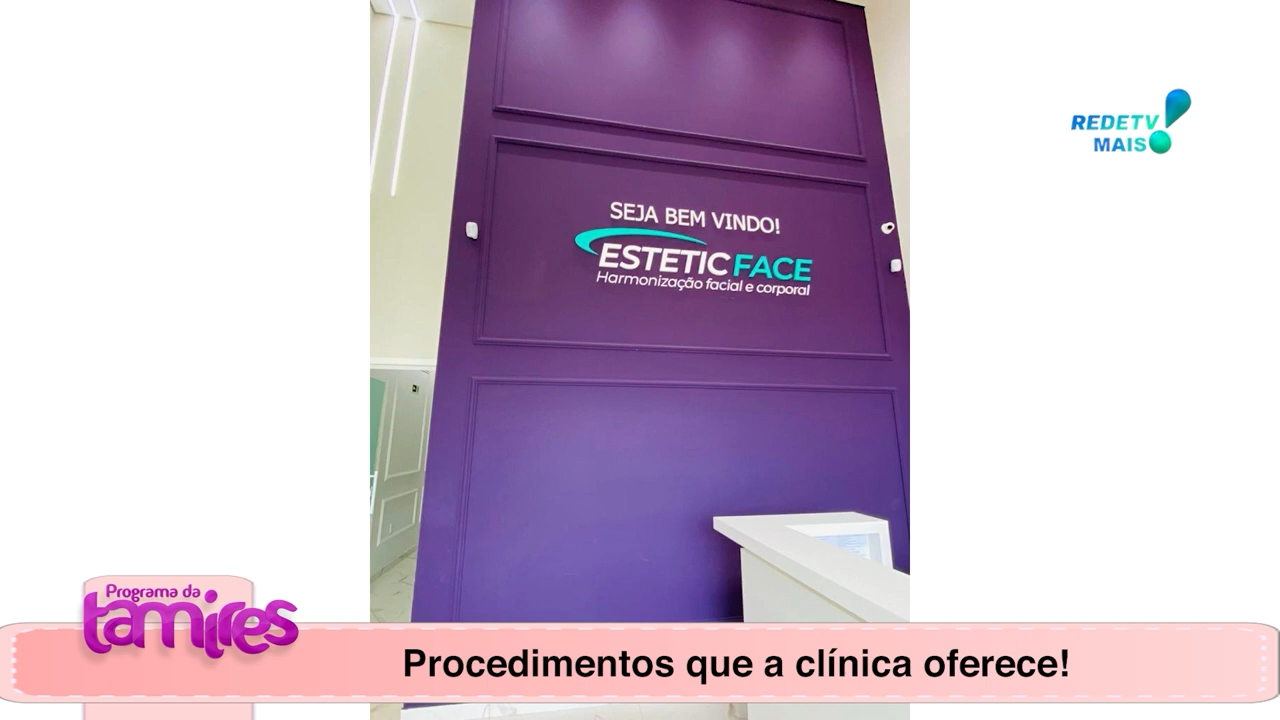 REDETV
MAIS!
SEJA BEM VINDO!
ESTETIC FACE
Harmonização facial e corporal
Programa da
tamires
Procedimentos que a clínica oferece!